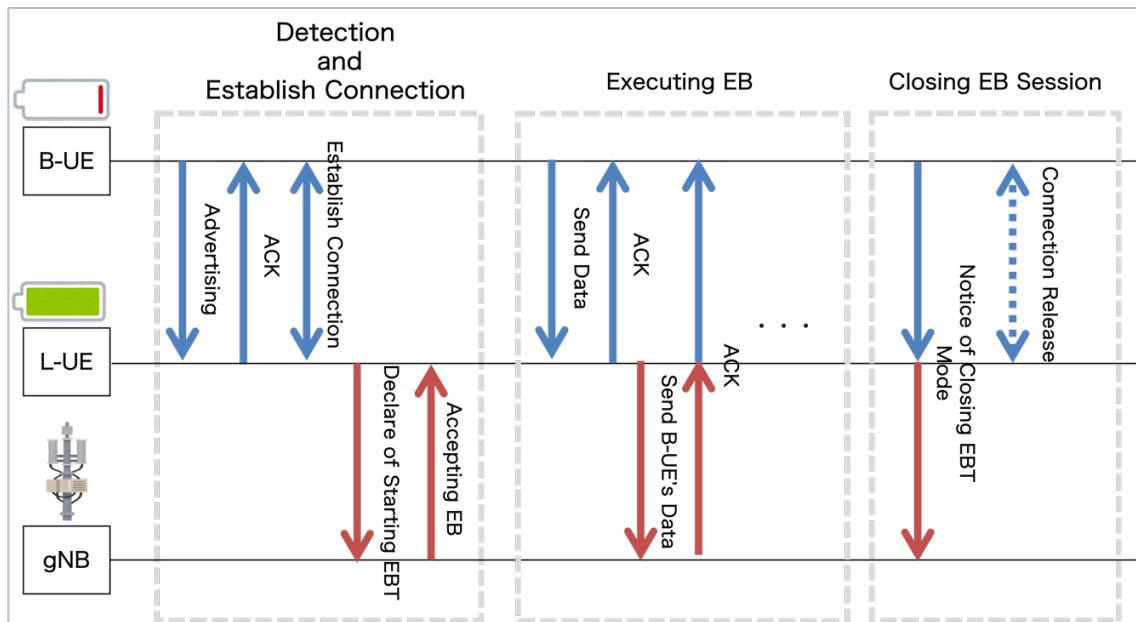 Detection
and
Establish Connection
Executing EB
Closing EB Session
B-UE
L-UE
gNB
Advertising
ACK
Establish Connection
Declare of Starting EBT
Accepting EB
Send Data
ACK
Send B-UE's Data
ACK
. . .
Notice of Closing EBT
Mode
Connection Release